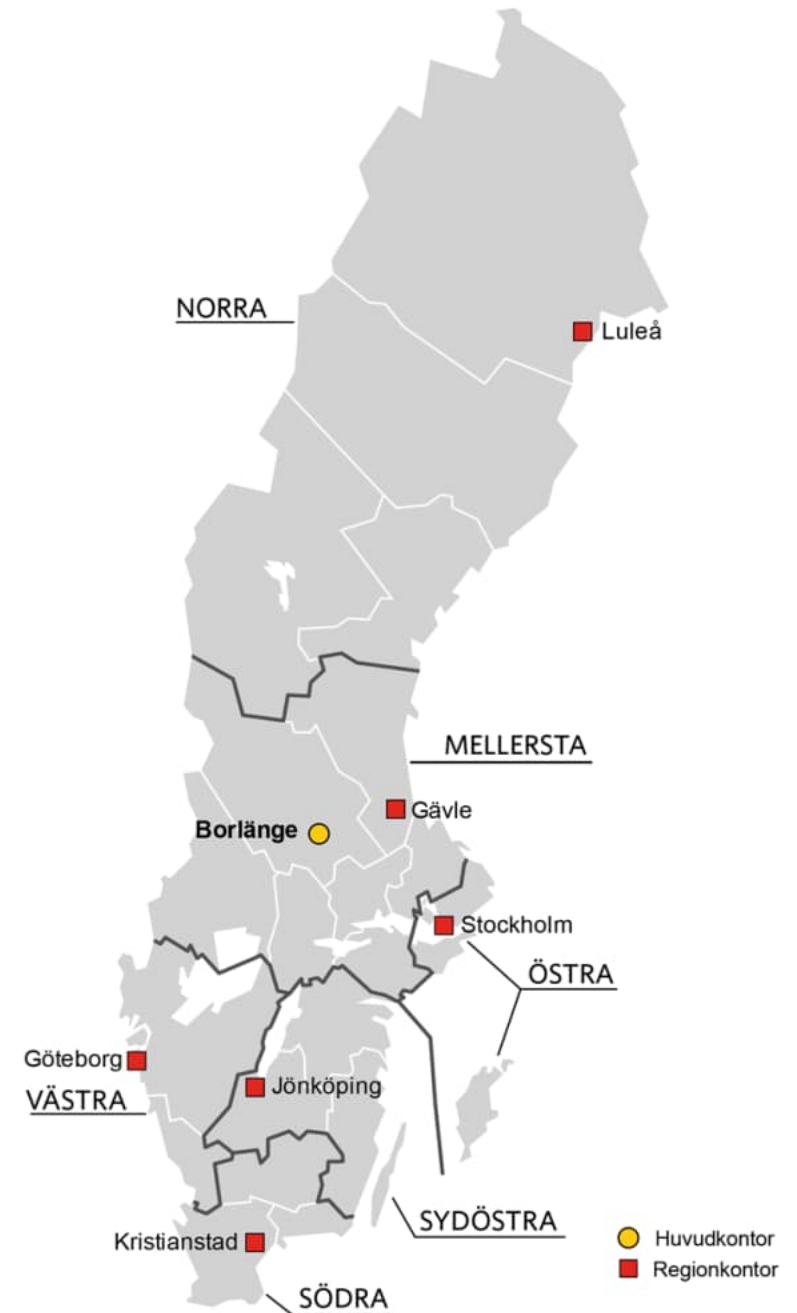 NORRA
Luleå
MELLERSTA
Gävle
Borlänge
Stockholm
ÖSTRA
Göteborg
Jönköping
VÄSTRA
SYDÖSTRA
Kristianstad
Huvudkontor
Regionkontor
SÖDRA